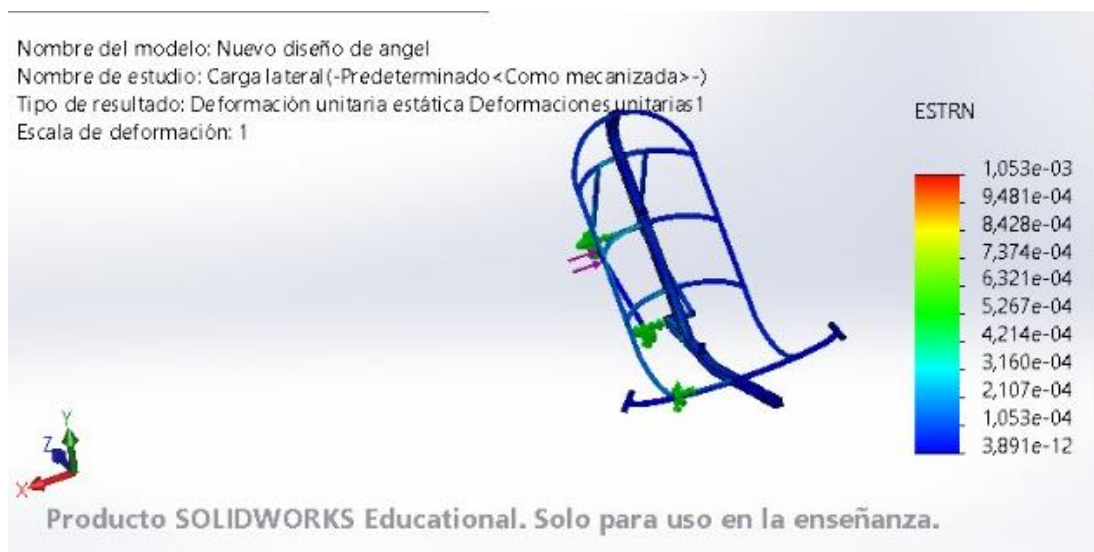 Nombre del modelo: Nuevo diseño de angel
Nombre de estudio: Carga lateral(-Predeterminado<Como mecanizada>-)
Tipo de resultado: Deformación unitaria estática Deformaciones unitarias1
Escala de deformación: 1
ESTRN
1,053e-03
9,481e-04
8,428e-04
7,374e-04
6,321e-04
5,267e-04
4,214e-04
3,160e-04
2,107e-04
1,053e-04
3,891e-12
Y
Z
X
Producto SOLIDWORKS Educational. Solo para uso en la enseñanza.